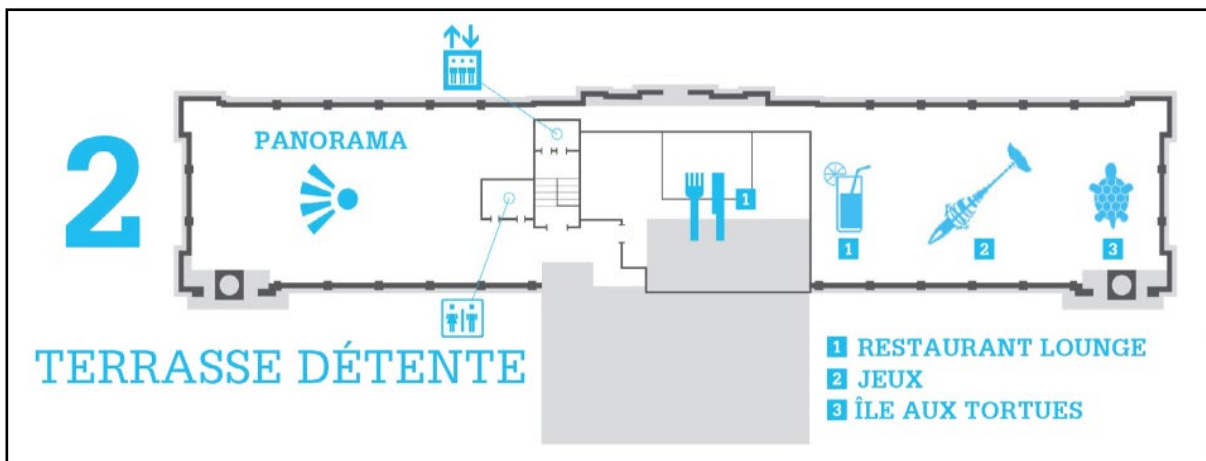 2
PANORAMA
1
1
2
3
TERRASSE DÉTENTE
1 RESTAURANT LOUNGE
2 JEUX
3 ÎLE AUX TORTUES